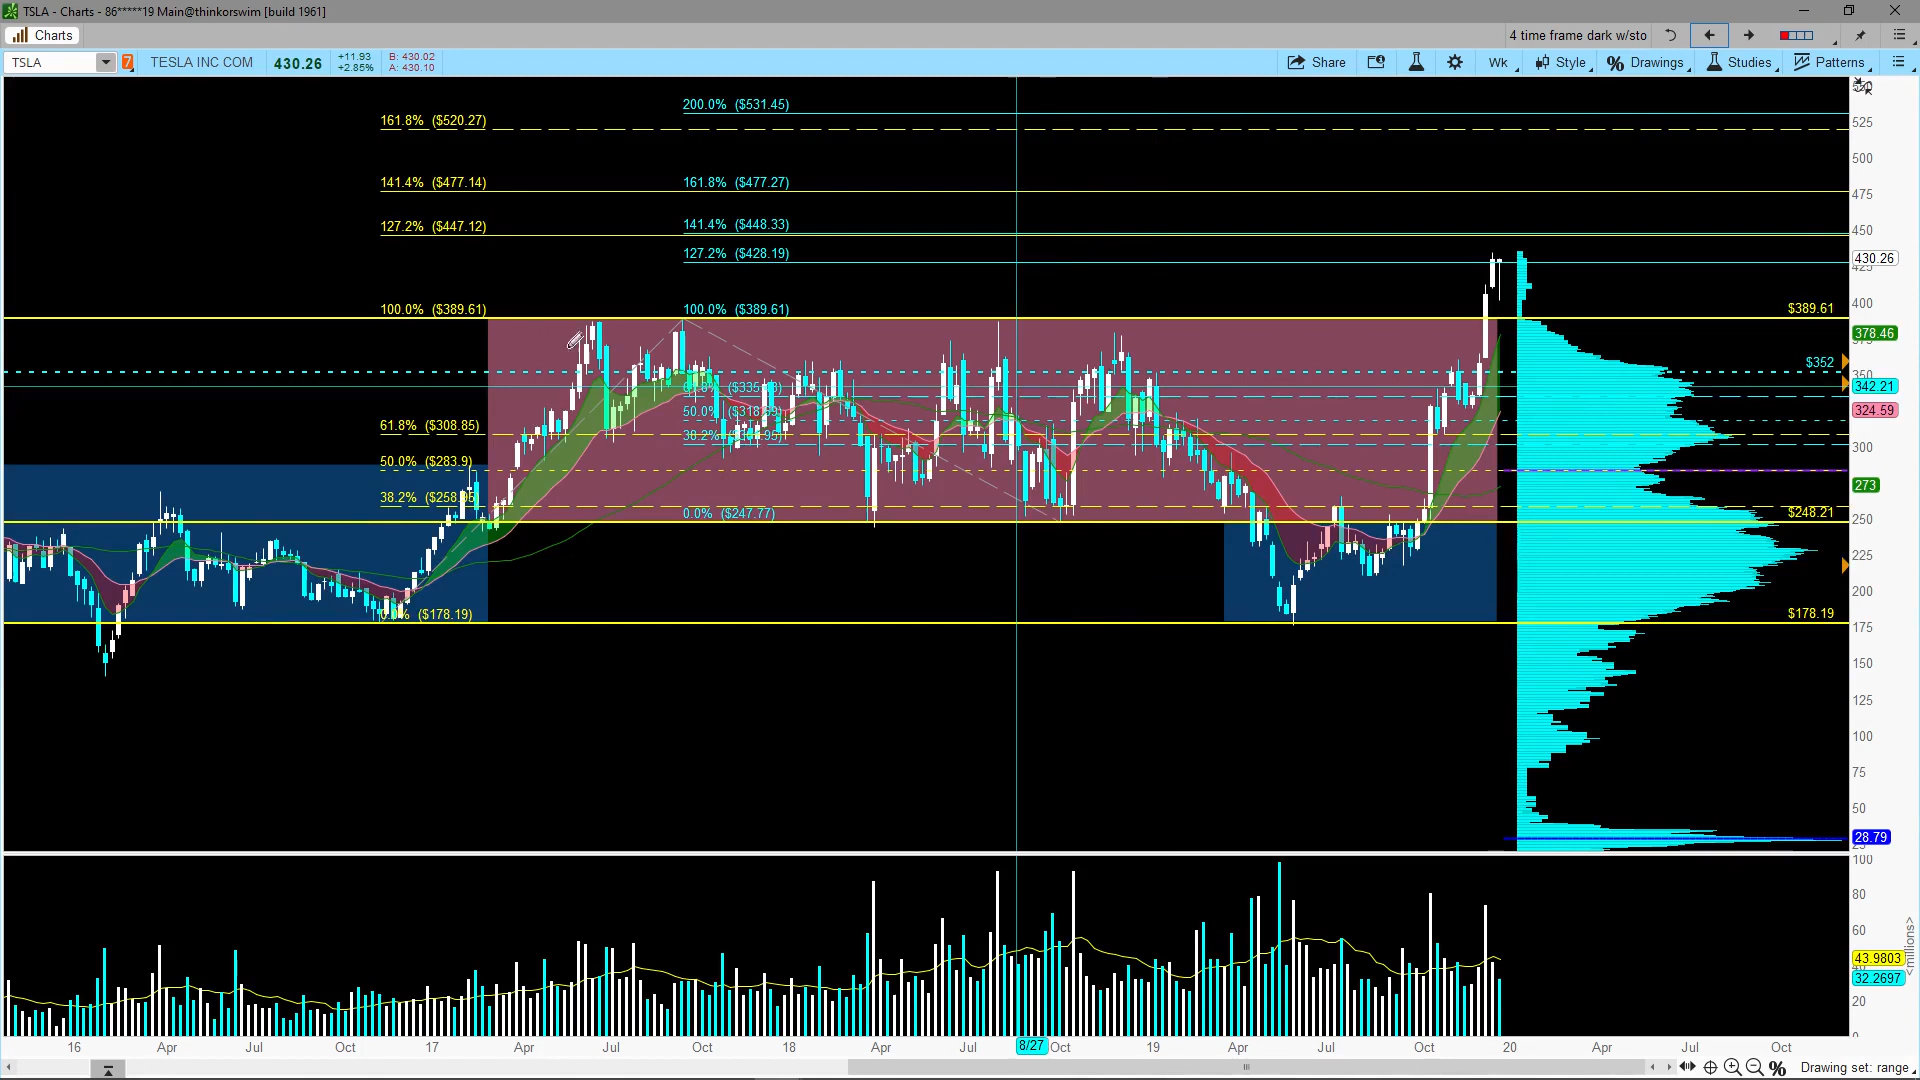 TSLA - Charts - 86*****19 Main@thinkorswim [build 1961]
Charts
4 time frame dark w/sto
TSLA
7
TESLA INC COM
430.26
+11.93
+2.85%
B: 430.02
A: 430.10
Share
Wk
Style
Drawings
Studies
Patterns
200.0% ($531.45)
161.8% ($520.27)
525
500
141.4% ($477.14)
161.8% ($477.27)
475
127.2% ($447.12)
141.4% ($448.33)
450
127.2% ($428.19)
430.26
425
100.0% ($389.61)
100.0% ($389.61)
$389.61
400
378.46
$352
350
342.21
50.0% ($318.69)
324.59
61.8% ($308.85)
300
50.0% ($283.9)
273
38.2% ($258.95)
0.0% ($247.77)
$248.21
250
225
200
($178.19)
$178.19
175
150
125
100
75
50
28.79
100
80
60
43.9803
32.2697
20
<millions>
16
Apr
Jul
Oct
17
Apr
Jul
Oct
18
Apr
Jul
8/27
Oct
19
Apr
Jul
Oct
20
Apr
Jul
Oct
Drawing set: range